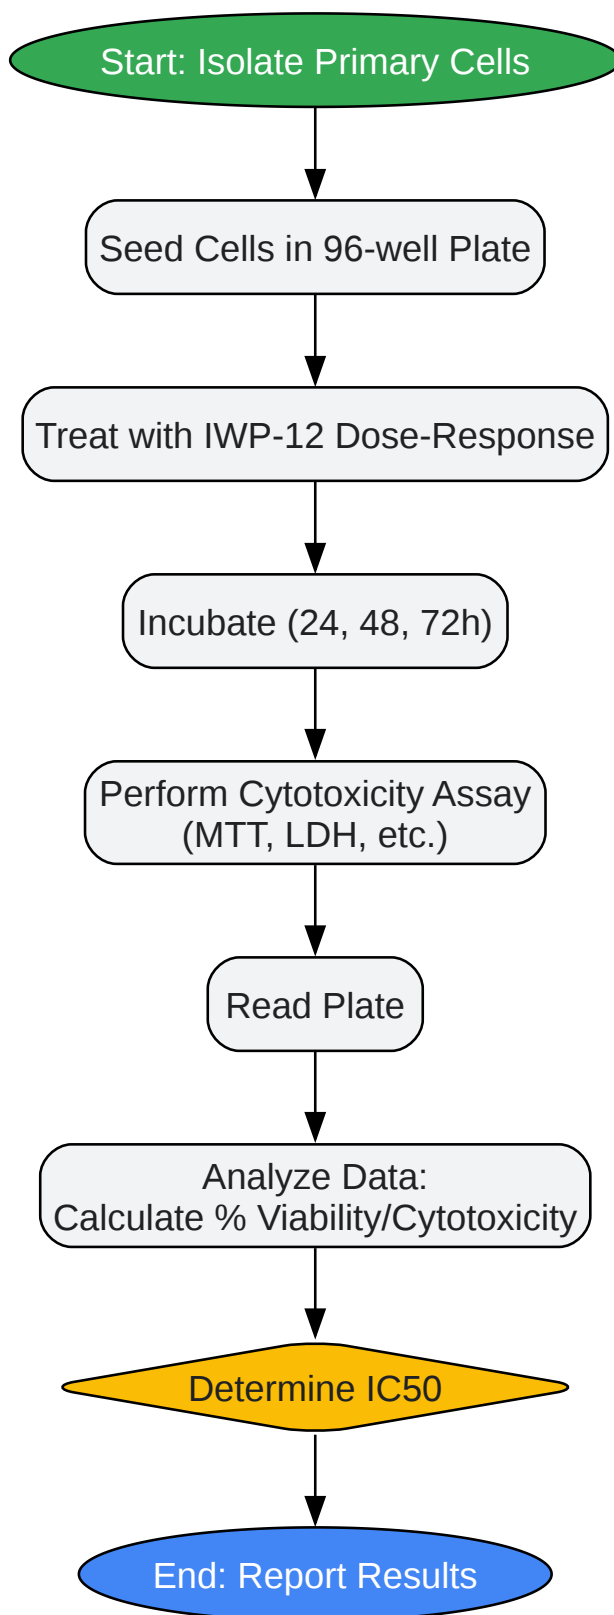 Start: Isolate Primary Cells
Seed Cells in 96-well Plate
Treat with IWP-12 Dose-Response
Incubate (24, 48, 72h)
Perform Cytotoxicity Assay
(MTT, LDH, etc.)
Read Plate
Analyze Data:
Calculate % Viability/Cytotoxicity
Determine IC50
End: Report Results